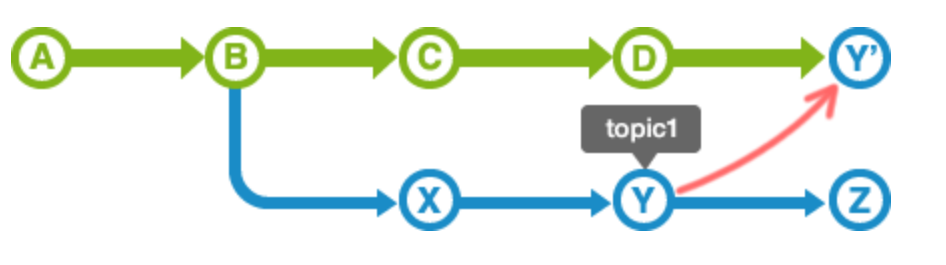 A B C D Y’
topic1
X Y Z